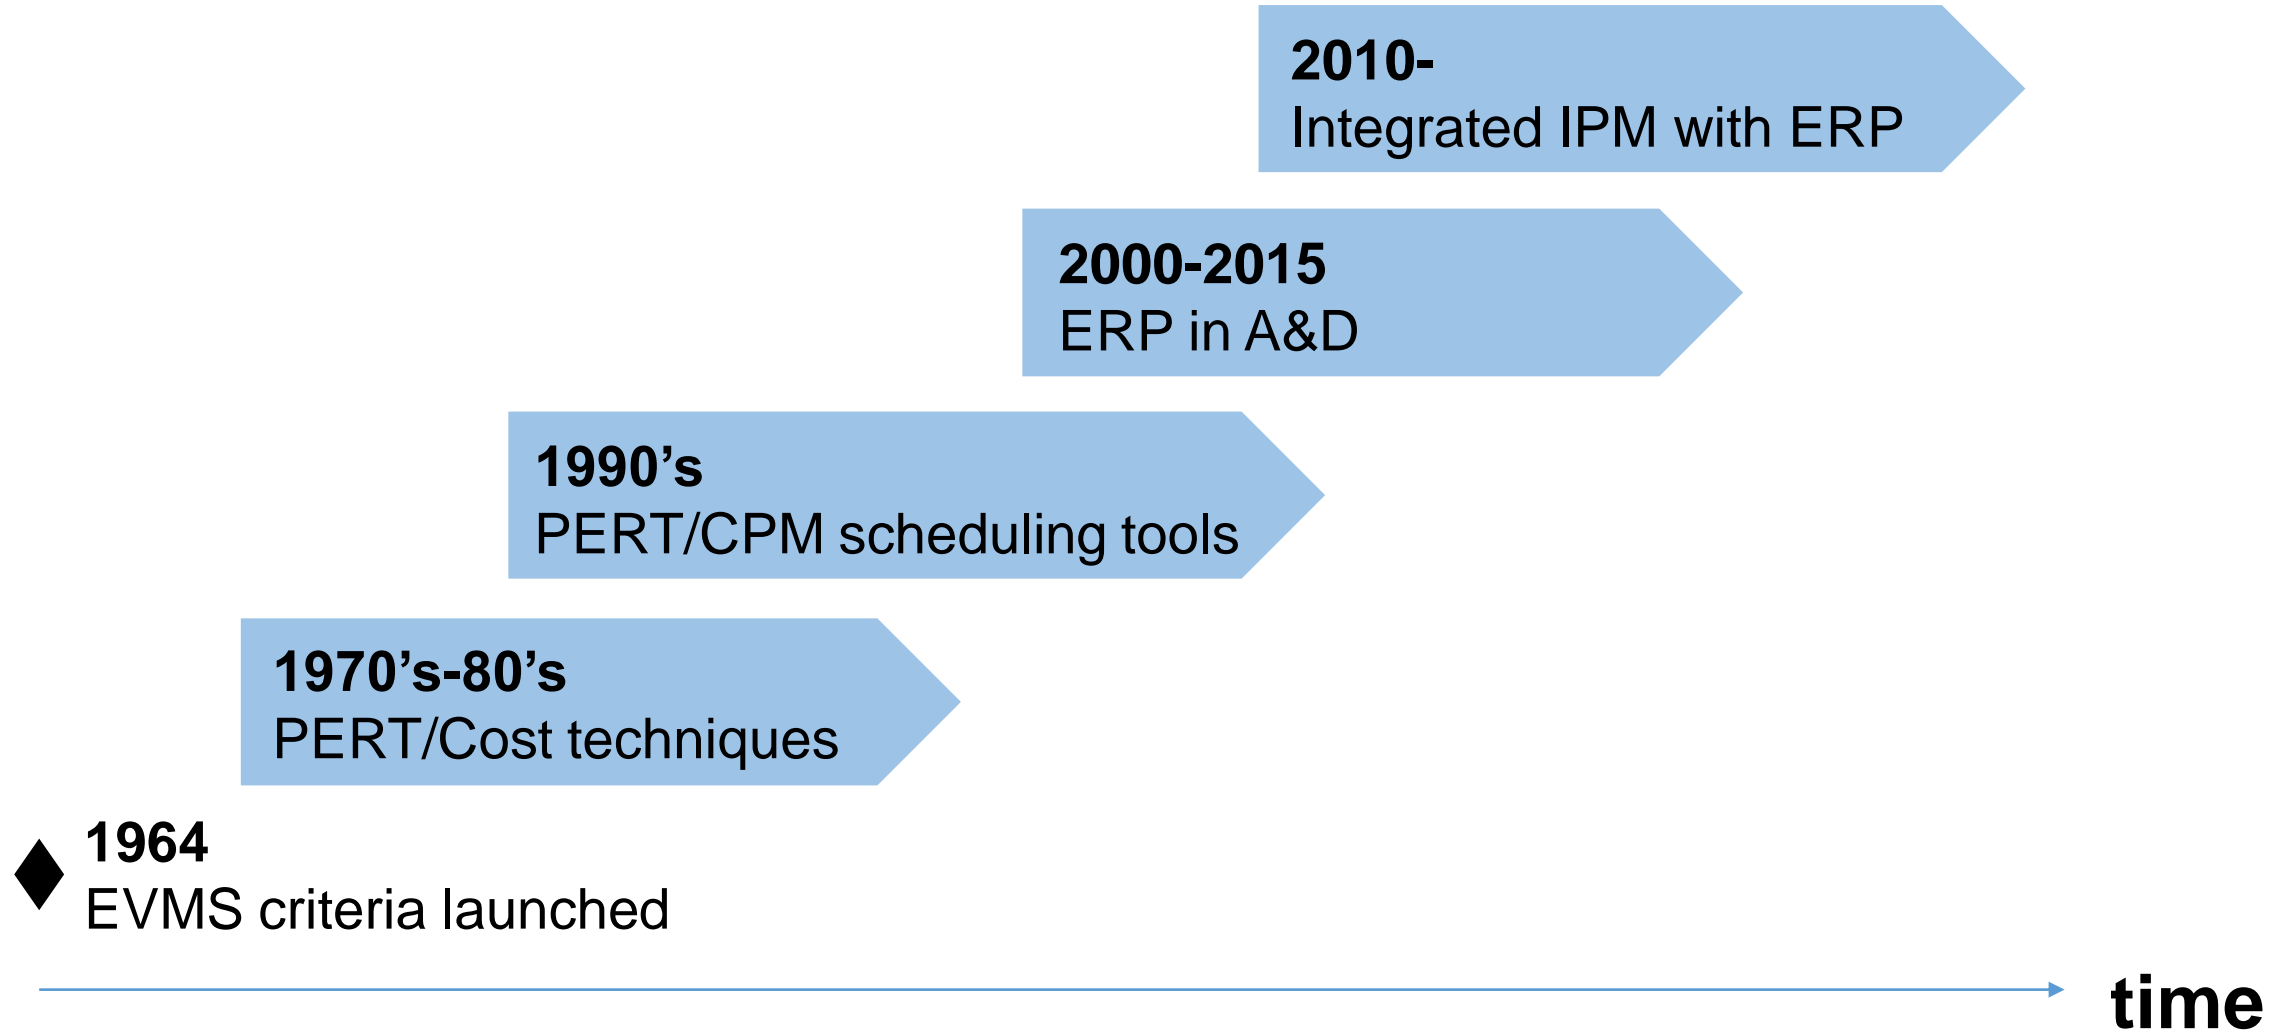 2010-
Integrated IPM with ERP
2000-2015
ERP in A&D
1990’s
PERT/CPM scheduling tools
1970’s-80’s
PERT/Cost techniques
1964
EVMS criteria launched
time